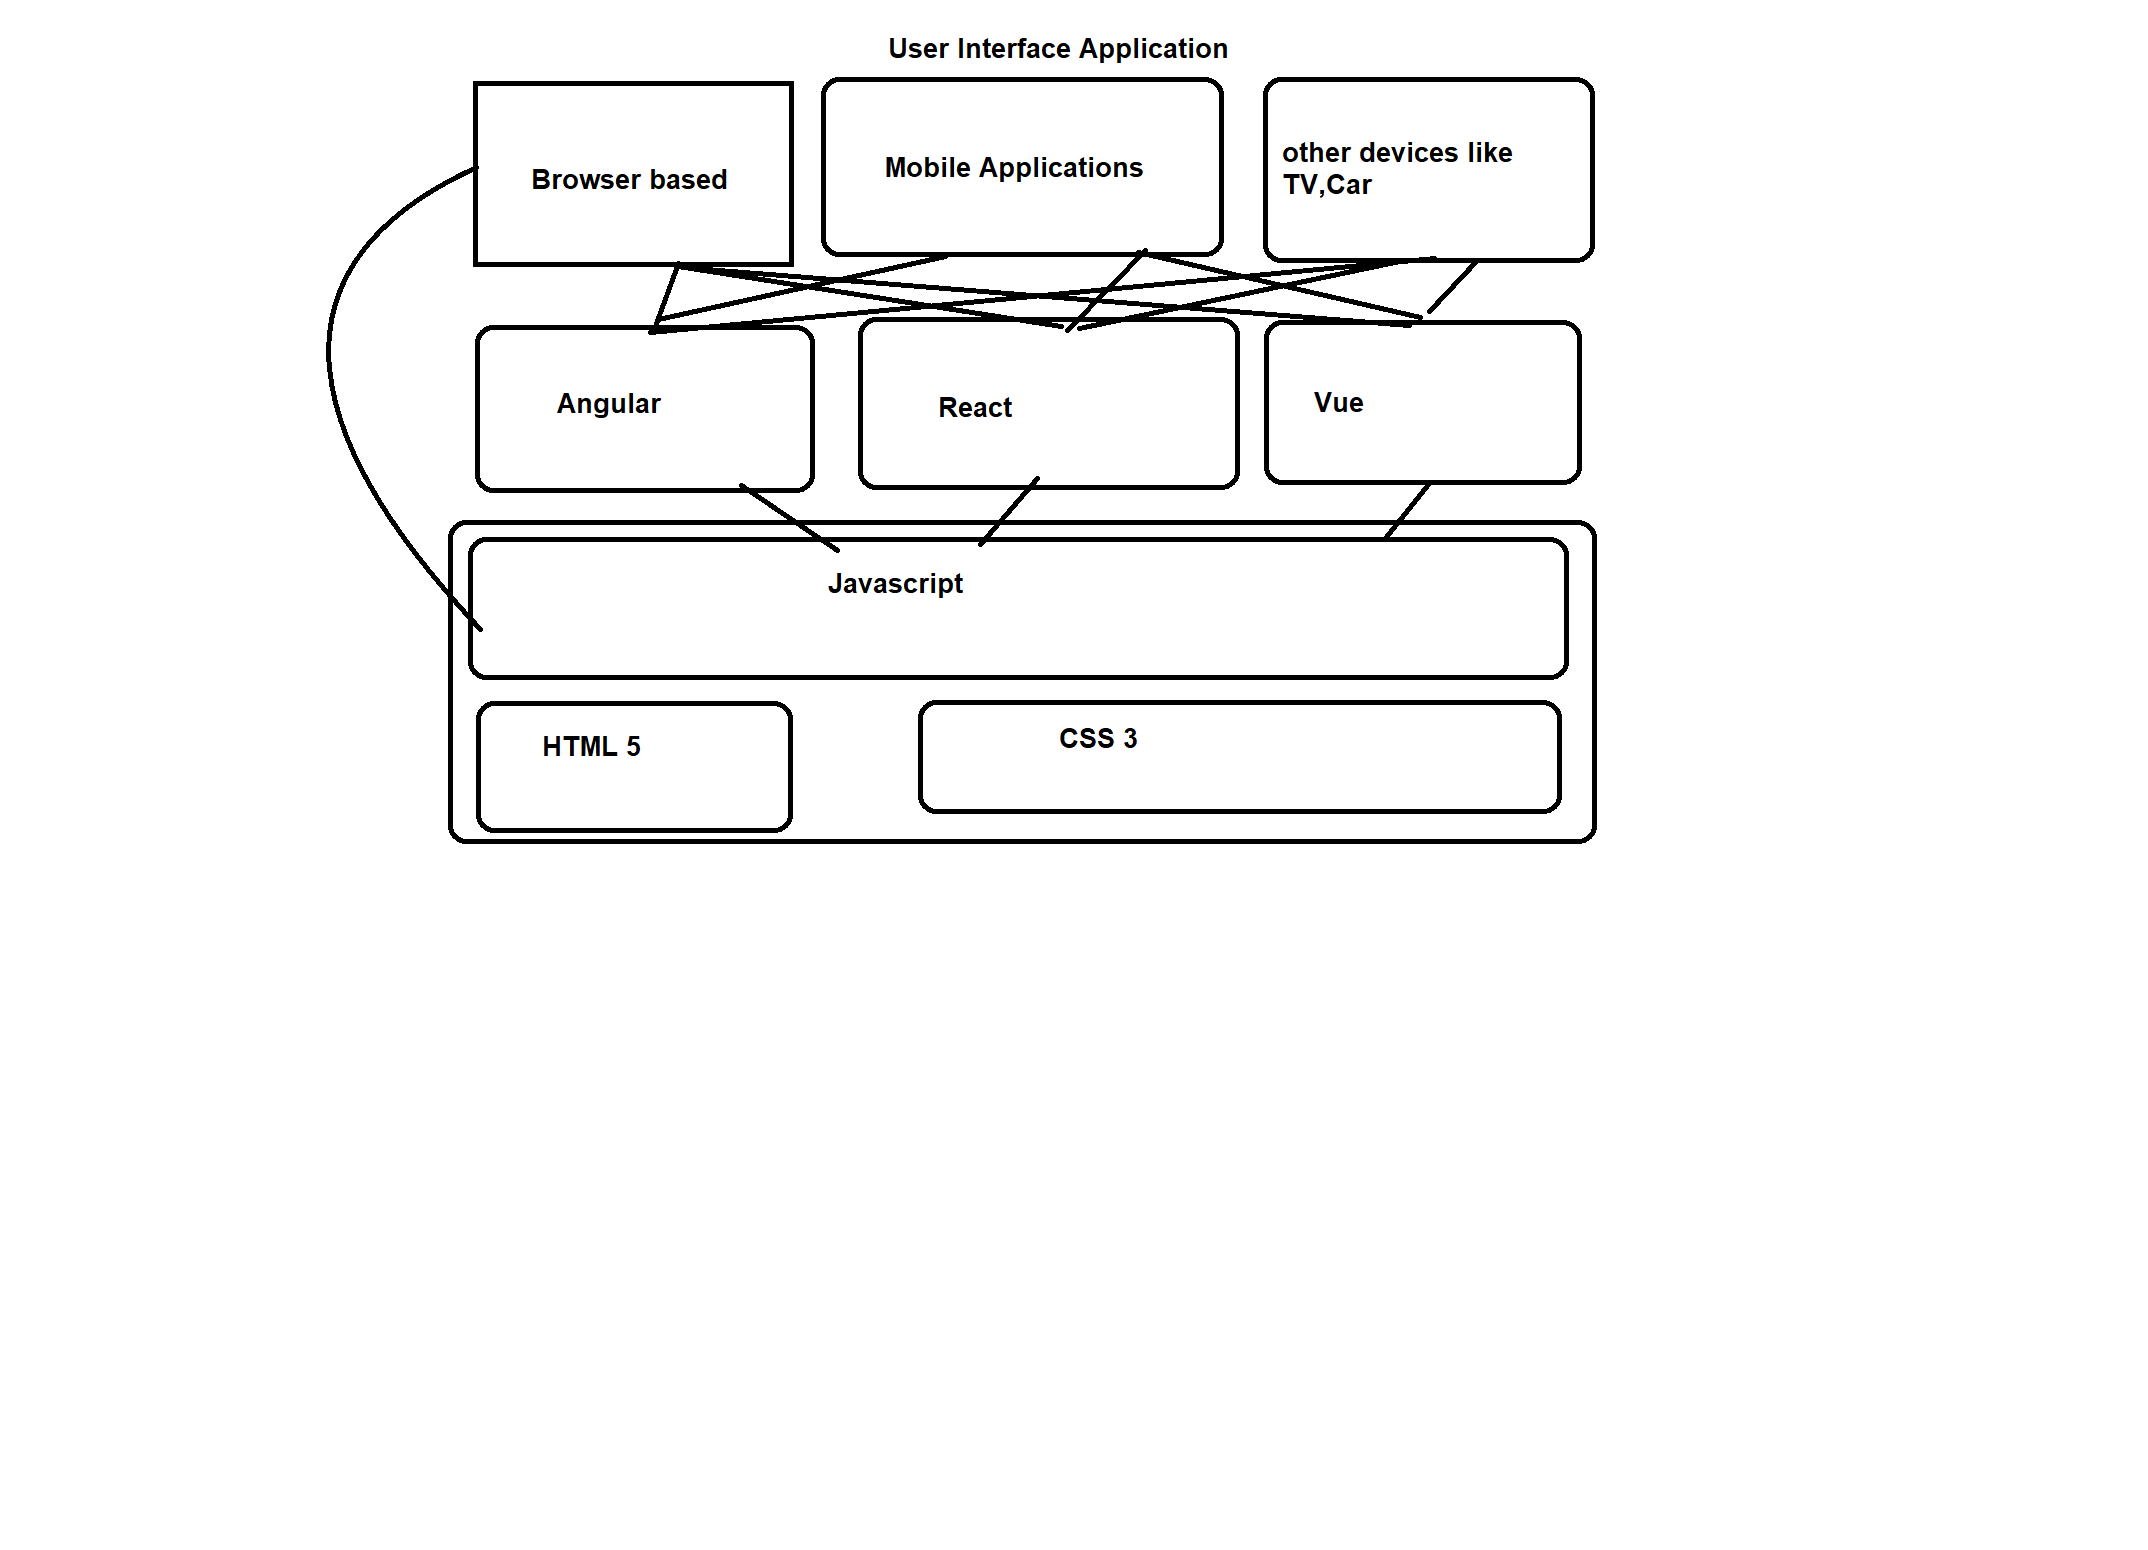 User Interface Application
Browser based
Mobile Applications
other devices like
TV,Car
Angular
React
Vue
Javascript
HTML 5
CSS 3